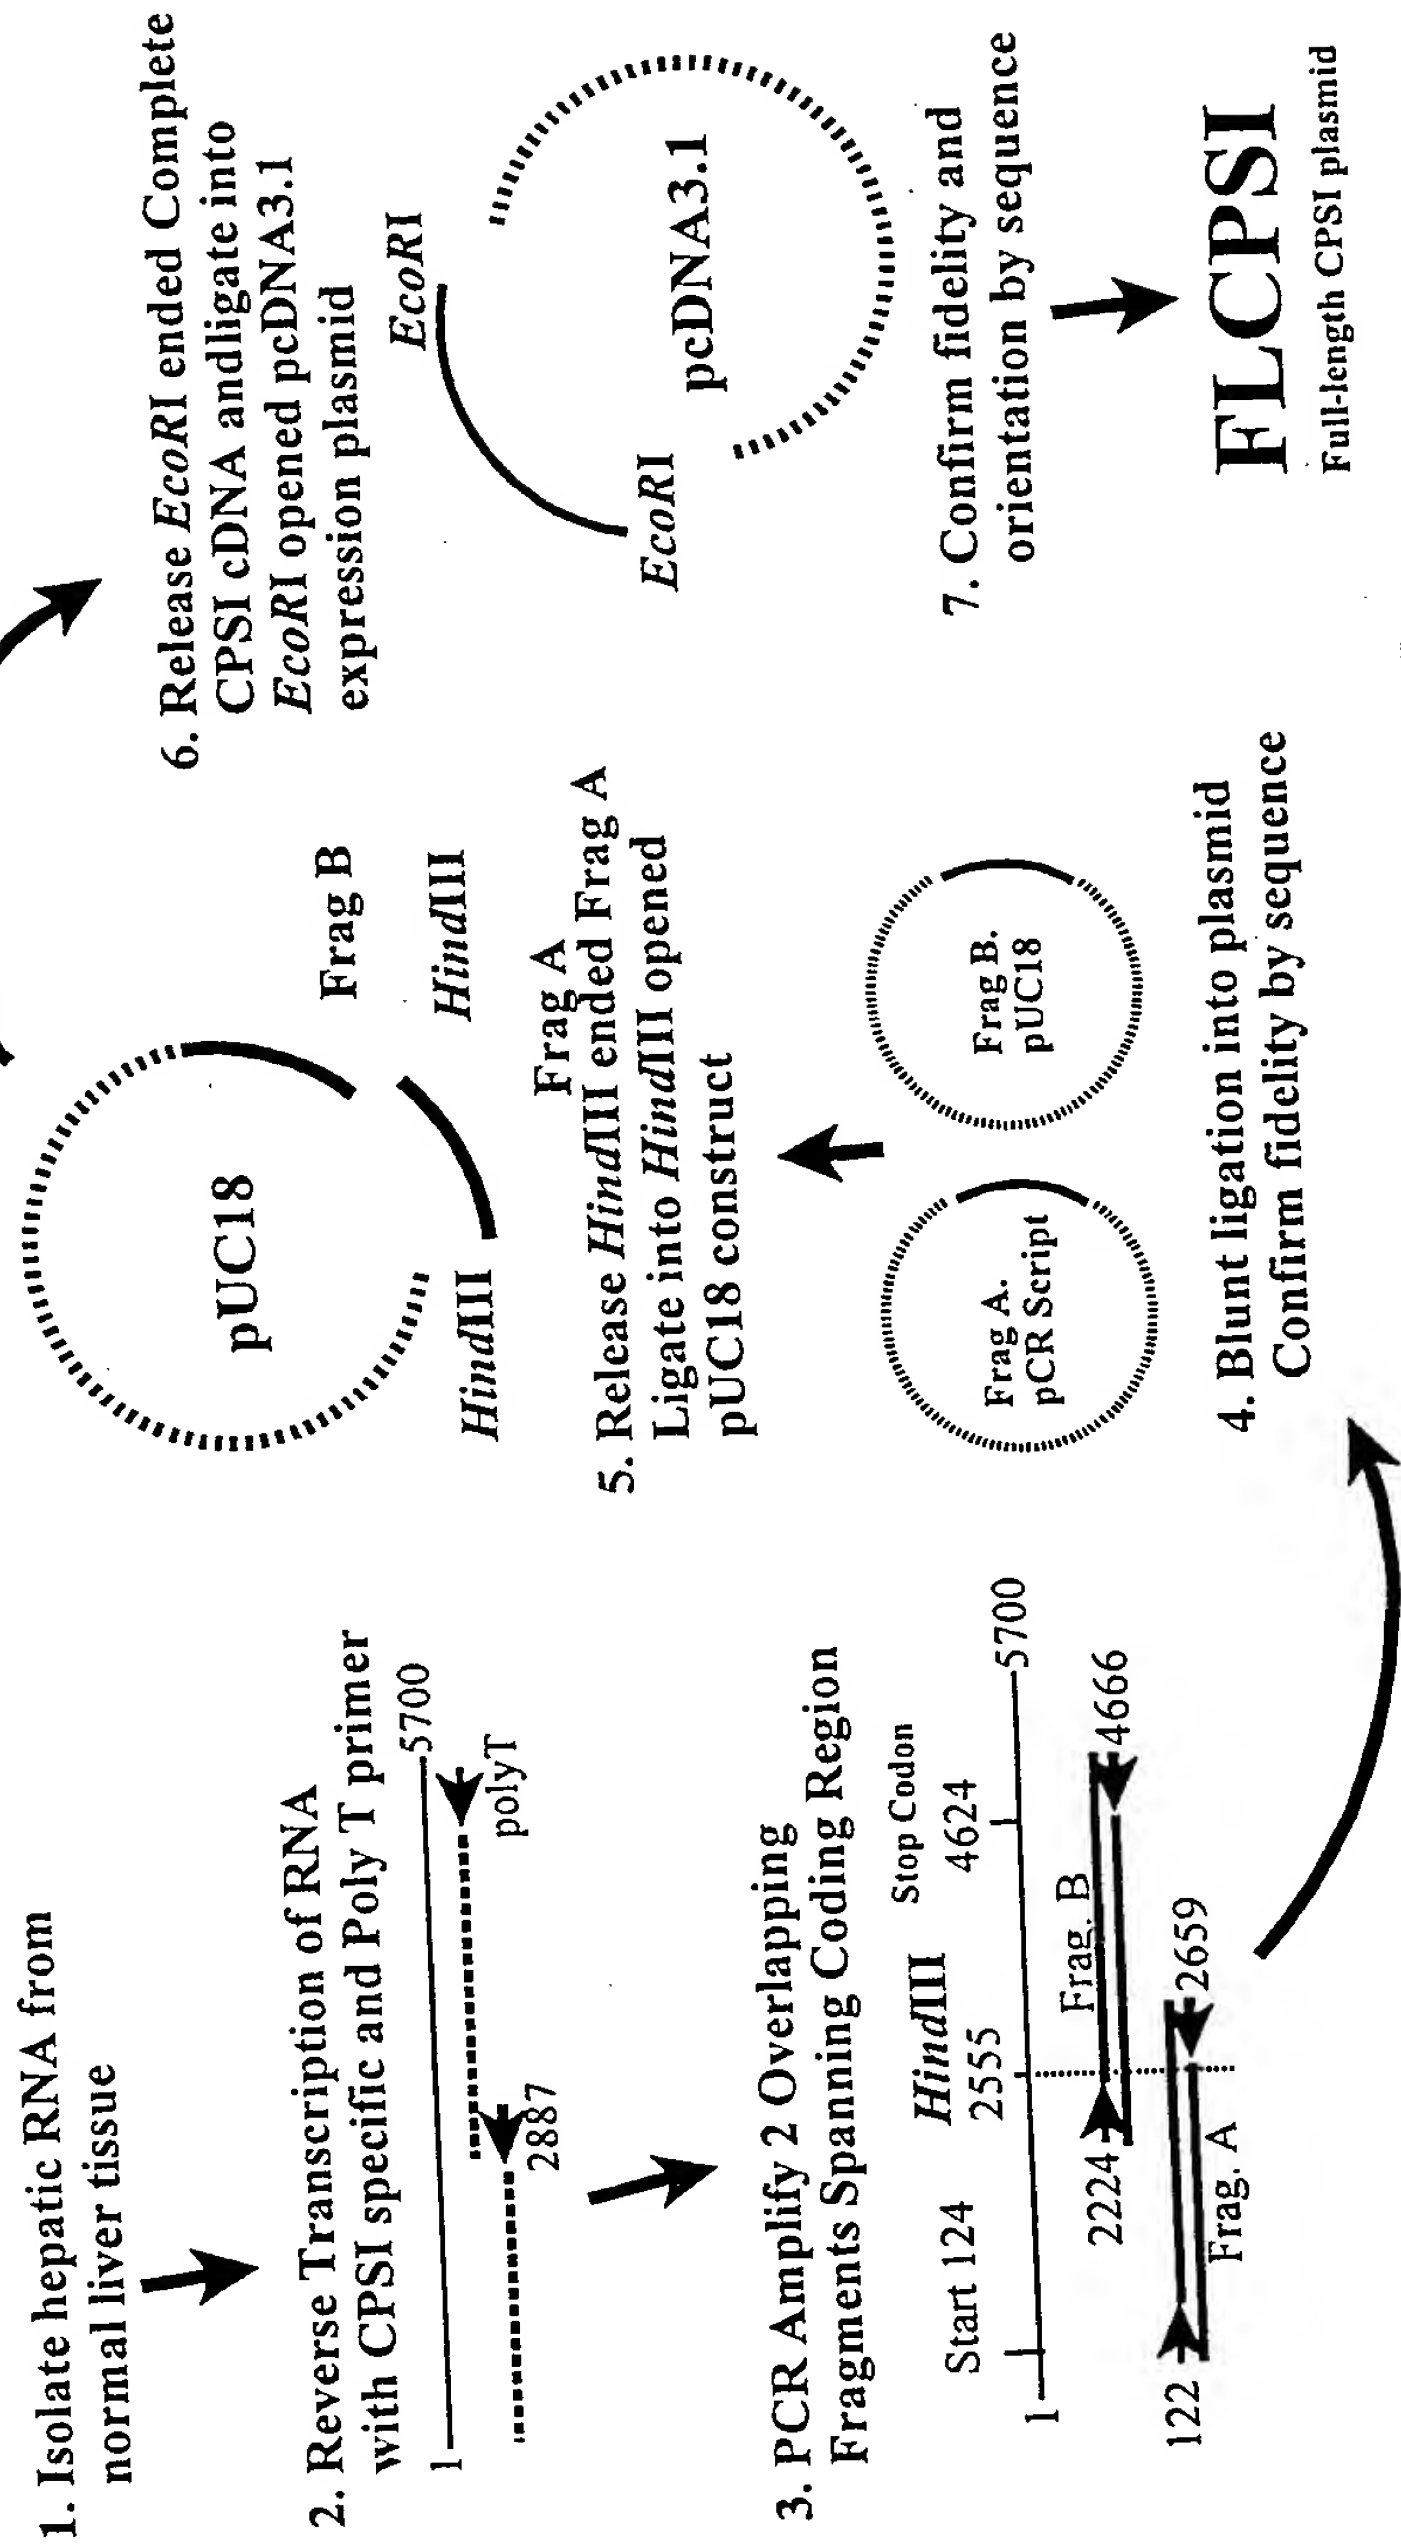 1. Isolate hepatic RNA from
normal liver tissue
2. Reverse Transcription of RNA
with CPSI specific and Poly T primer
1
5700
polyT
2887
3. PCR Amplify 2 Overlapping
Fragments Spanning Coding Region
HindIII
Stop Codon
Start 124
2555
4624
1
5700
Frag. B
2224
4666
122
2659
Frag. A
4. Blunt ligation into plasmid
Confirm fidelity by sequence
Frag A.
pCR Script
Frag B.
pUC18
5. Release HindIII ended Frag A
Ligate into HindIII opened
pUC18 construct
pUC18
Frag B
HindIII
HindIII
Frag A
6. Release EcoRI ended Complete
CPSI cDNA andligate into
EcoRI opened pcDNA3.1
expression plasmid
EcoRI
EcoRI
pcDNA3.1
7. Confirm fidelity and
orientation by sequence
FLCPSI
Full-length CPSI plasmid